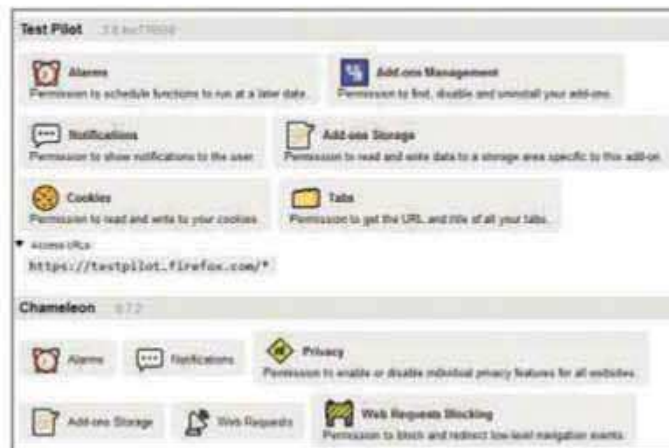 Test Pilot
Alarms
Permission to schedule functions to run at a later date.
Add-ons Management
Permission to find, disable and uninstall your add-ons.
Notifications
Permission to show notifications to the user.
Add-ons Storage
Permission to read and write data to a storage area specific to this add-on.
Cookies
Permission to read and write to your cookies.
Tabs
Permission to get the URL and title of all your tabs.
Access URLs
https://testpilot.firefox.com/*
Chameleon 0.7.2
Alarms
Notifications
Privacy
Permission to enable or disable individual privacy features for all websites.
Add-ons Storage
Web Requests
Web Requests Blocking
Permission to block and redirect low-level navigation events.